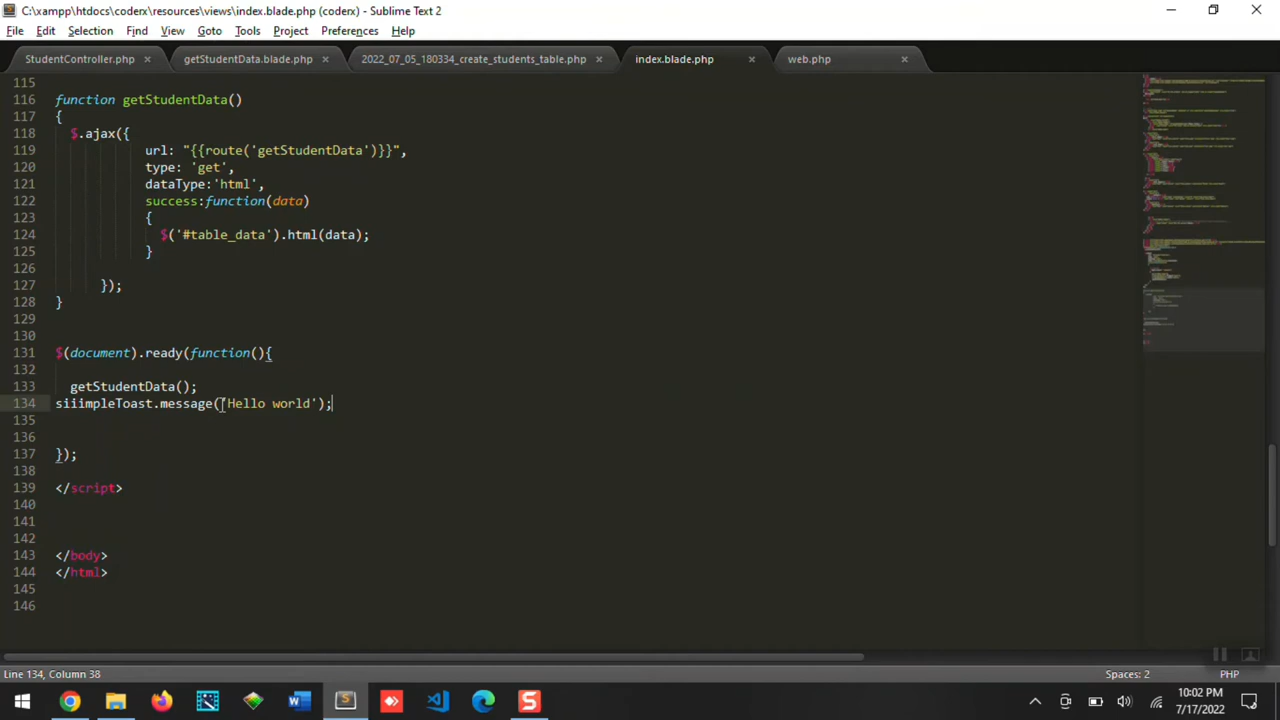 C:\xampp\htdocs\coderx\resources\views\index.blade.php (coderx) - Sublime Text 2
File Edit Selection Find View Goto Tools Project Preferences Help
StudentController.php × getStudentData.blade.php × 2022_07_05_180334_create_students_table.php × index.blade.php × web.php ×
115
116 function getStudentData()
117 {
118 $.ajax({
119 url: "{{route('getStudentData')}}",
120 type: 'get',
121 dataType:'html',
122 success:function(data)
123 {
124 $('#table_data').html(data);
125 }
126
127 });
128 }
129
130
131 $(document).ready(function(){
132
133 getStudentData();
134 siiimpleToast.message('Hello world');
135
136
137 });
138
139 </script>
140
141
142
143 </body>
144 </html>
145
146
Line 134, Column 38 Spaces: 2 PHP
10:02 PM
7/17/2022